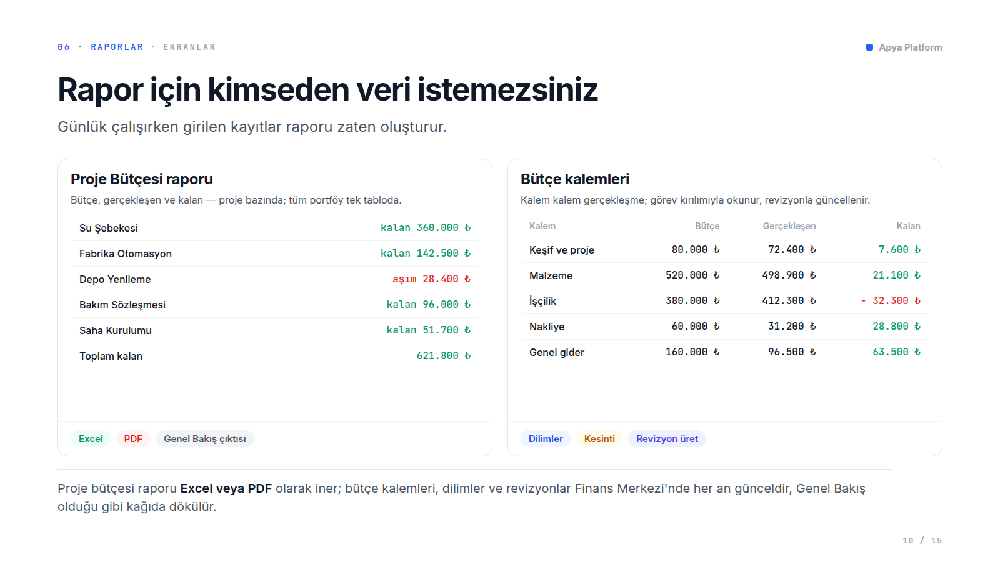 06 · RAPORLAR · EKRANLAR
Apya Platform
Rapor için kimseden veri istemezsiniz
Günlük çalışırken girilen kayıtlar raporu zaten oluşturur.
Proje Bütçesi raporu
Bütçe, gerçekleşen ve kalan — proje bazında; tüm portföy tek tabloda.
Su Şebekesi kalan 360.000 ₺
Fabrika Otomasyon kalan 142.500 ₺
Depo Yenileme aşım 28.400 ₺
Bakım Sözleşmesi kalan 96.000 ₺
Saha Kurulumu kalan 51.700 ₺
Toplam kalan 621.800 ₺
Excel PDF Genel Bakış çıktısı
Bütçe kalemleri
Kalem kalem gerçekleşme; görev kırılımıyla okunur, revizyonla güncellenir.
Kalem Bütçe Gerçekleşen Kalan
Keşif ve proje 80.000 ₺ 72.400 ₺ 7.600 ₺
Malzeme 520.000 ₺ 498.900 ₺ 21.100 ₺
İşçilik 380.000 ₺ 412.300 ₺ - 32.300 ₺
Nakliye 60.000 ₺ 31.200 ₺ 28.800 ₺
Genel gider 160.000 ₺ 96.500 ₺ 63.500 ₺
Dilimler Kesinti Revizyon üret
Proje bütçesi raporu Excel veya PDF olarak iner; bütçe kalemleri, dilimler ve revizyonlar Finans Merkezi'nde her an günceldir, Genel Bakış
olduğu gibi kağıda dökülür.
10 / 15